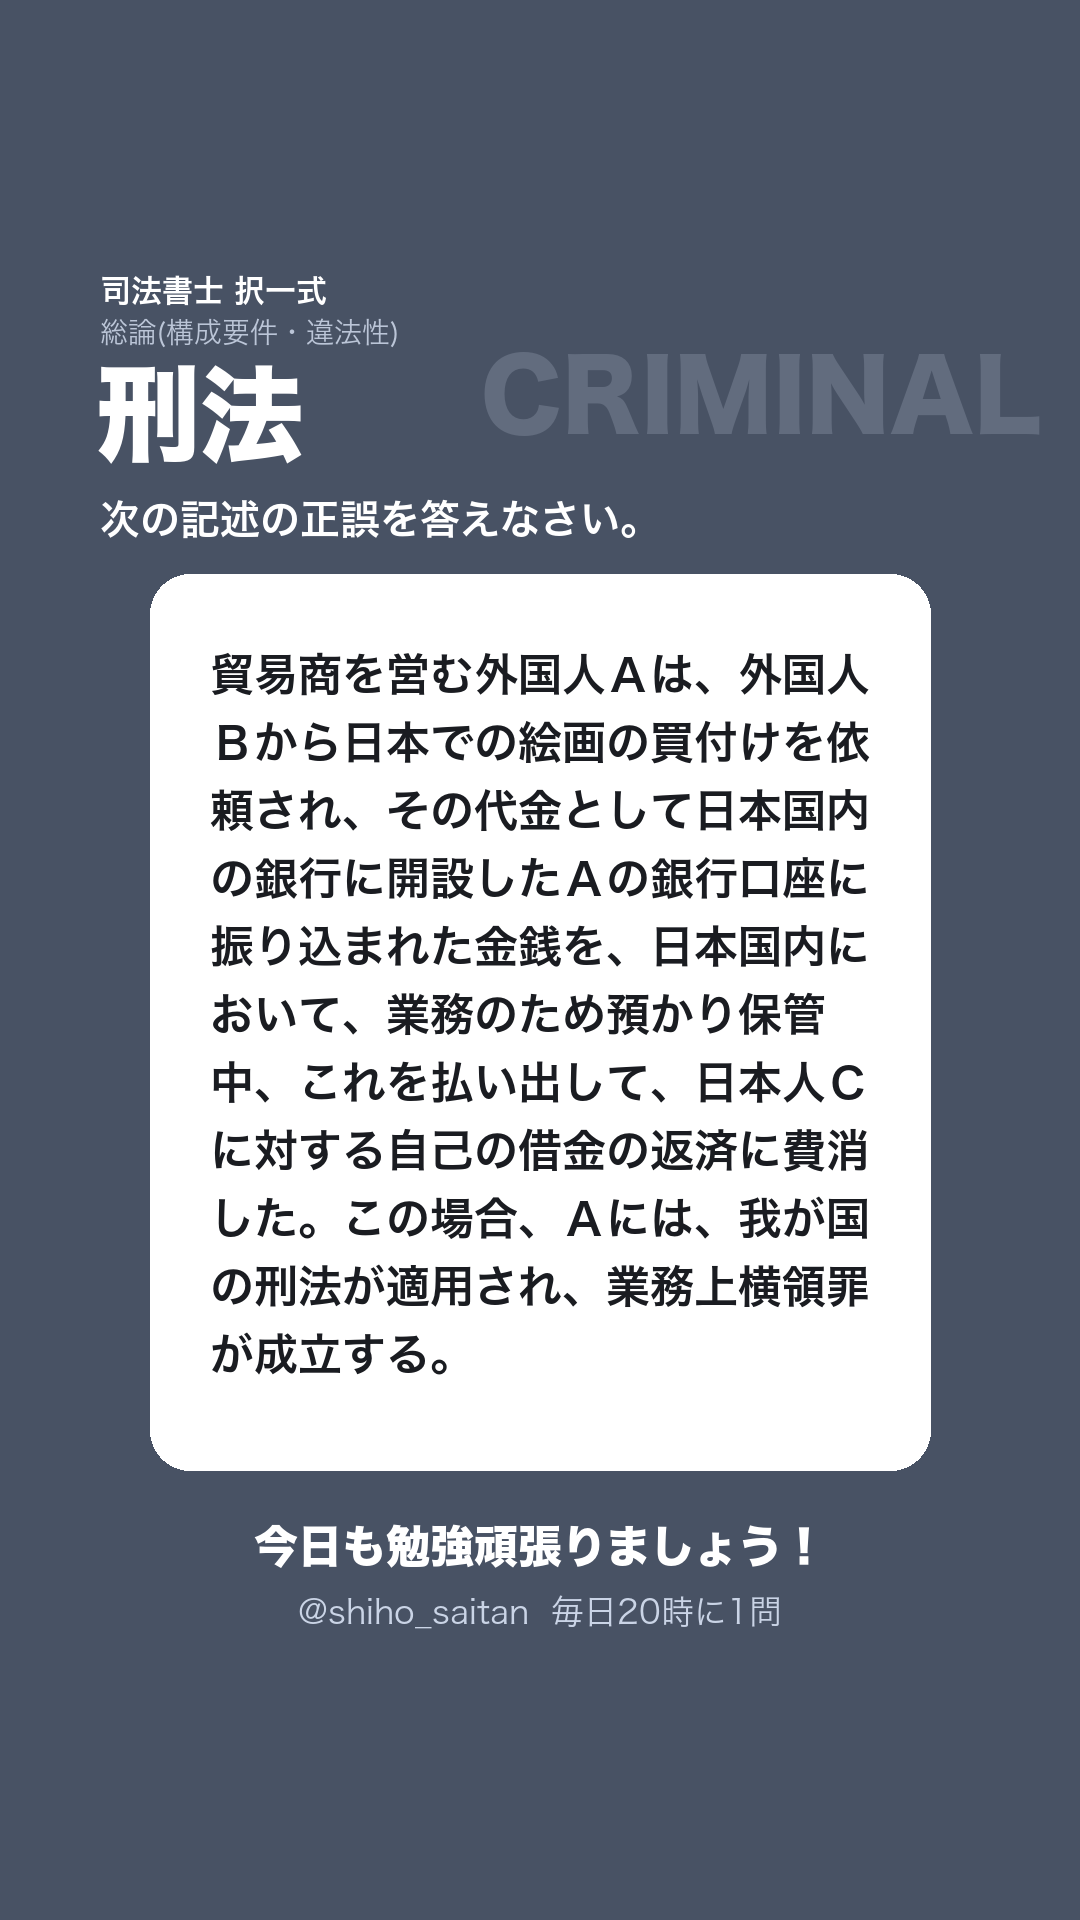 司法書士 択一式
総論(構成要件・違法性)
刑法
CRIMINAL
次の記述の正誤を答えなさい。
貿易商を営む外国人Ａは、外国人
Ｂから日本での絵画の買付けを依
頼され、その代金として日本国内
の銀行に開設したＡの銀行口座に
振り込まれた金銭を、日本国内に
おいて、業務のため預かり保管
中、これを払い出して、日本人Ｃ
に対する自己の借金の返済に費消
した。この場合、Ａには、我が国
の刑法が適用され、業務上横領罪
が成立する。
今日も勉強頑張りましょう！
@shiho_saitan 毎日20時に1問